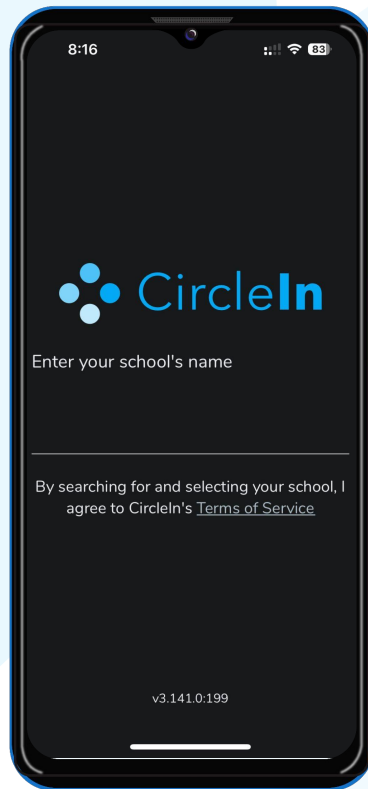 8:16
83
CircleIn
Enter your school's name
By searching for and selecting your school, I
agree to CircleIn's Terms of Service
v3.141.0:199